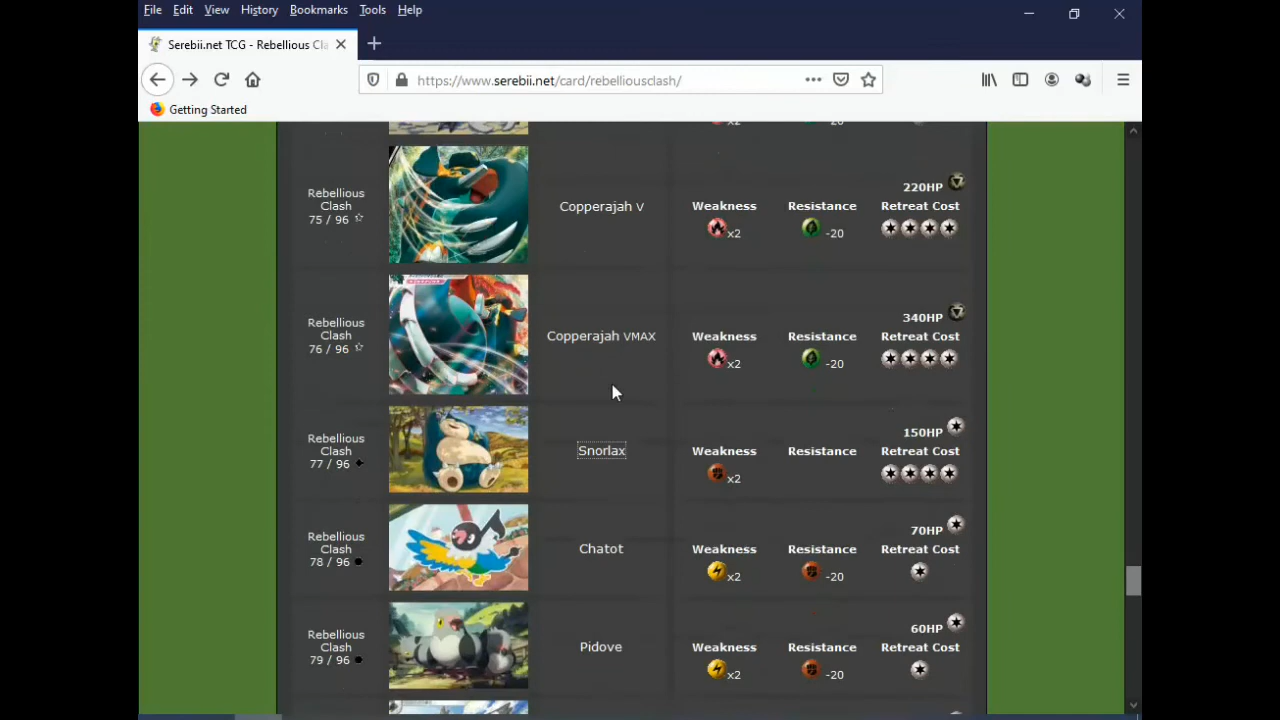 File Edit View History Bookmarks Tools Help
Serebii.net TCG - Rebellious Cla
https://www.serebii.net/card/rebelliousclash/
Getting Started
x2 -20
Rebellious
Clash
75 / 96
Copperajah V
Weakness
x2
Resistance
-20
220HP
Retreat Cost
Rebellious
Clash
76 / 96
Copperajah VMAX
Weakness
x2
Resistance
-20
340HP
Retreat Cost
Rebellious
Clash
77 / 96
Snorlax
Weakness
x2
Resistance
150HP
Retreat Cost
Rebellious
Clash
78 / 96
Chatot
Weakness
x2
Resistance
-20
70HP
Retreat Cost
Rebellious
Clash
79 / 96
Pidove
Weakness
x2
Resistance
-20
60HP
Retreat Cost